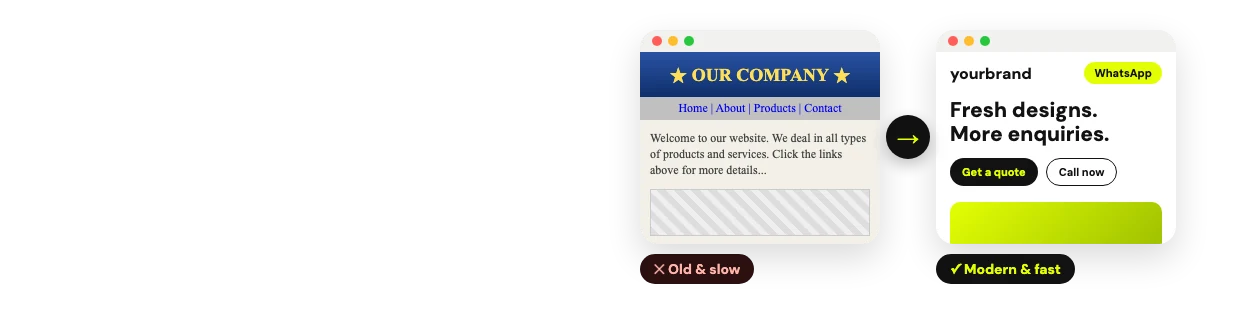 ★ OUR COMPANY ★
Home | About | Products | Contact
Welcome to our website. We deal in all types
of products and services. Click the links
above for more details...
✕ Old & slow
→
yourbrand
WhatsApp
Fresh designs.
More enquiries.
Get a quote
Call now
✓ Modern & fast